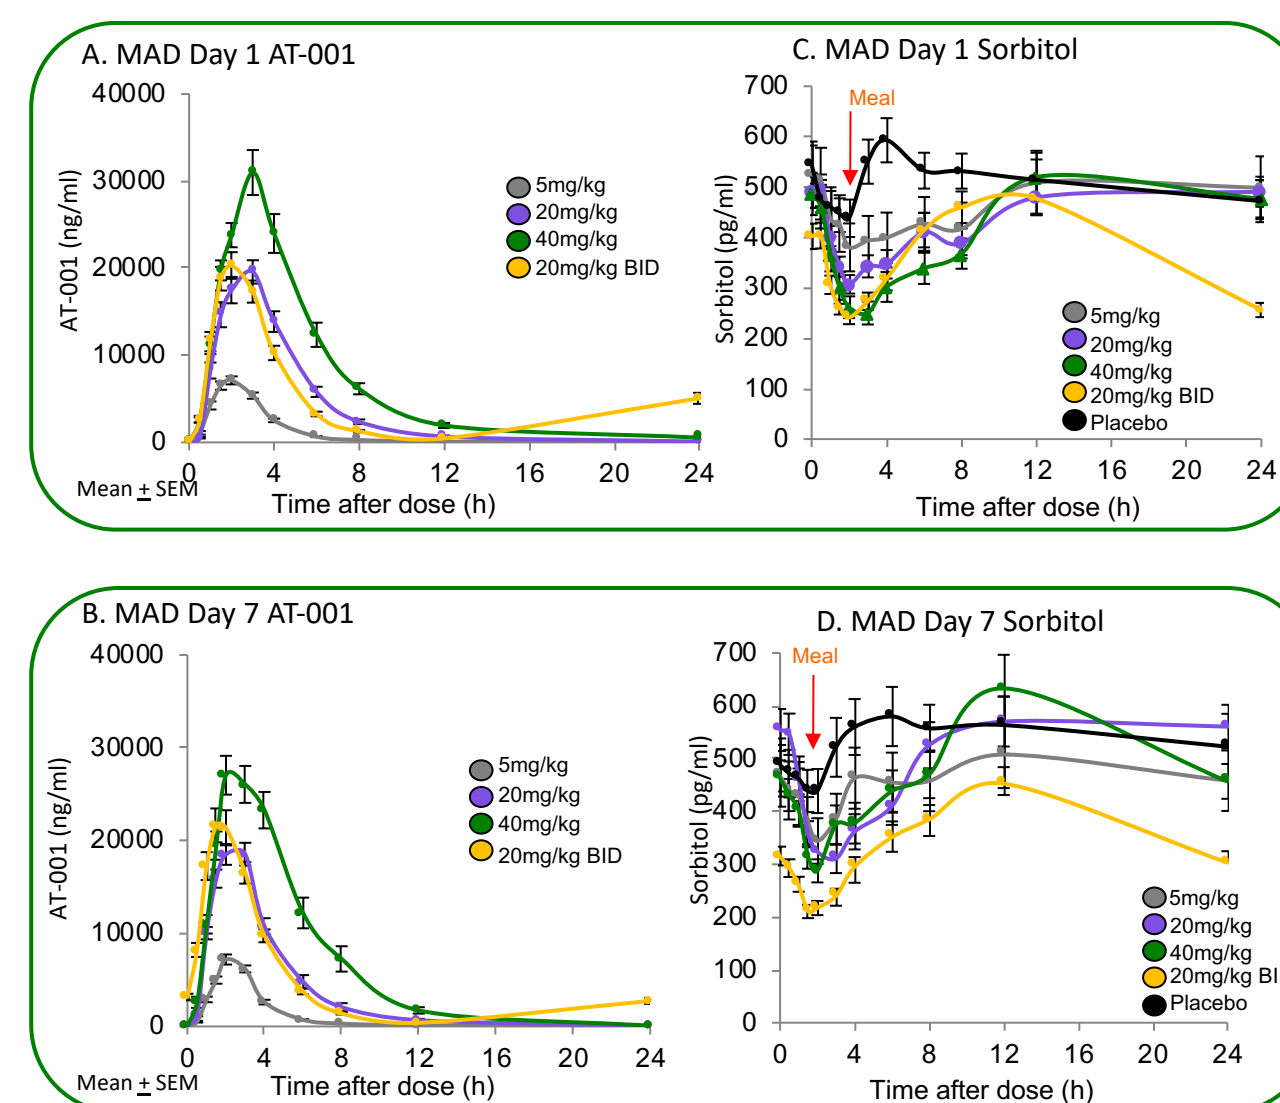 A. MAD Day 1 AT-001
40000
30000
20000
10000
0
AT-001 (ng/ml)
5mg/kg
20mg/kg
40mg/kg
20mg/kg BID
0 4 8 12 16 20 24
Mean + SEM
Time after dose (h)
C. MAD Day 1 Sorbitol
700
600
500
400
300
200
100
0
Sorbitol (pg/ml)
Meal
5mg/kg
20mg/kg
40mg/kg
20mg/kg BID
Placebo
0 4 8 12 16 20 24
Time after dose (h)
B. MAD Day 7 AT-001
40000
30000
20000
10000
0
AT-001 (ng/ml)
5mg/kg
20mg/kg
40mg/kg
20mg/kg BID
0 4 8 12 16 20 24
Mean + SEM
Time after dose (h)
D. MAD Day 7 Sorbitol
700
600
500
400
300
200
100
0
Sorbitol (pg/ml)
Meal
5mg/kg
20mg/kg
40mg/kg
20mg/kg BI
Placebo
0 4 8 12 16 20 24
Time after dose (h)